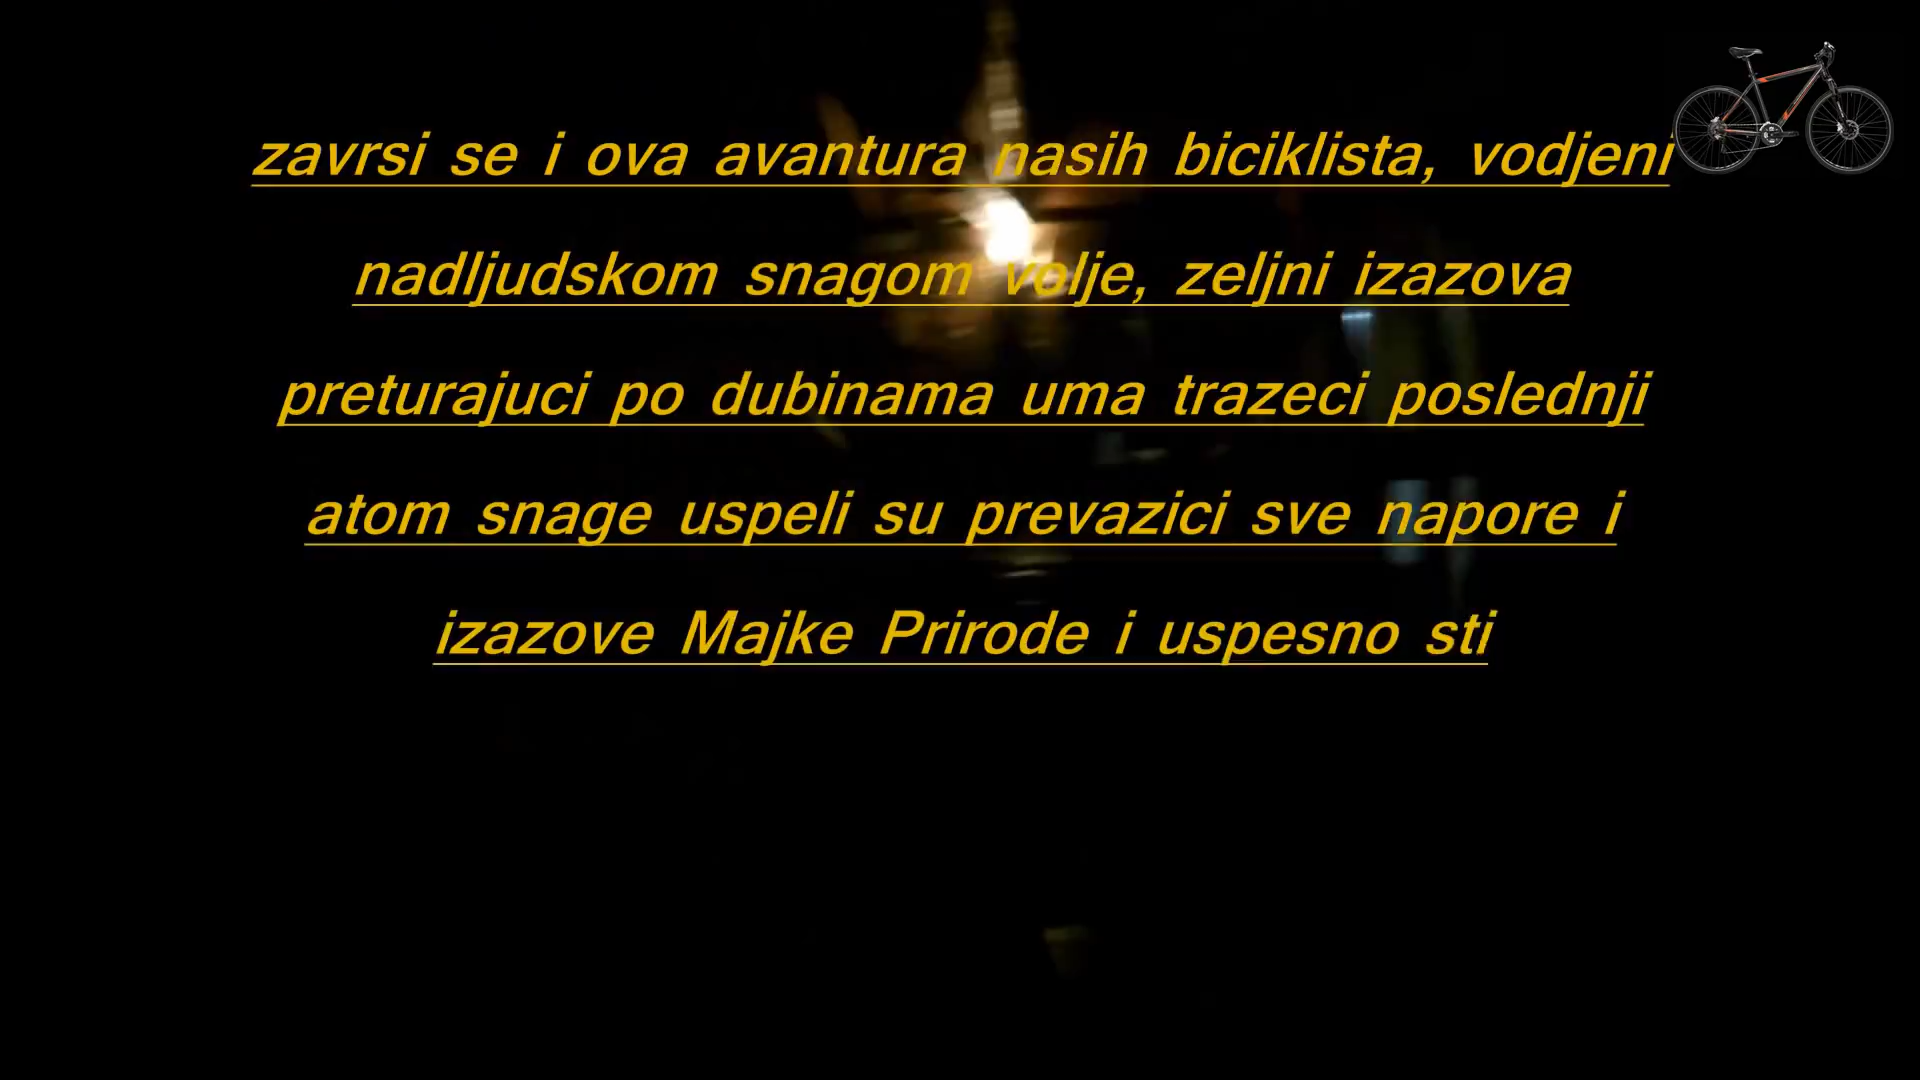 zavrsi se i ova avantura nasih biciklista, vodjeni
nadljudskom snagom volje, zeljni izazova
preturajuci po dubinama uma trazeci poslednji
atom snage uspeli su prevazici sve napore i
izazove Majke Prirode i uspesno sti